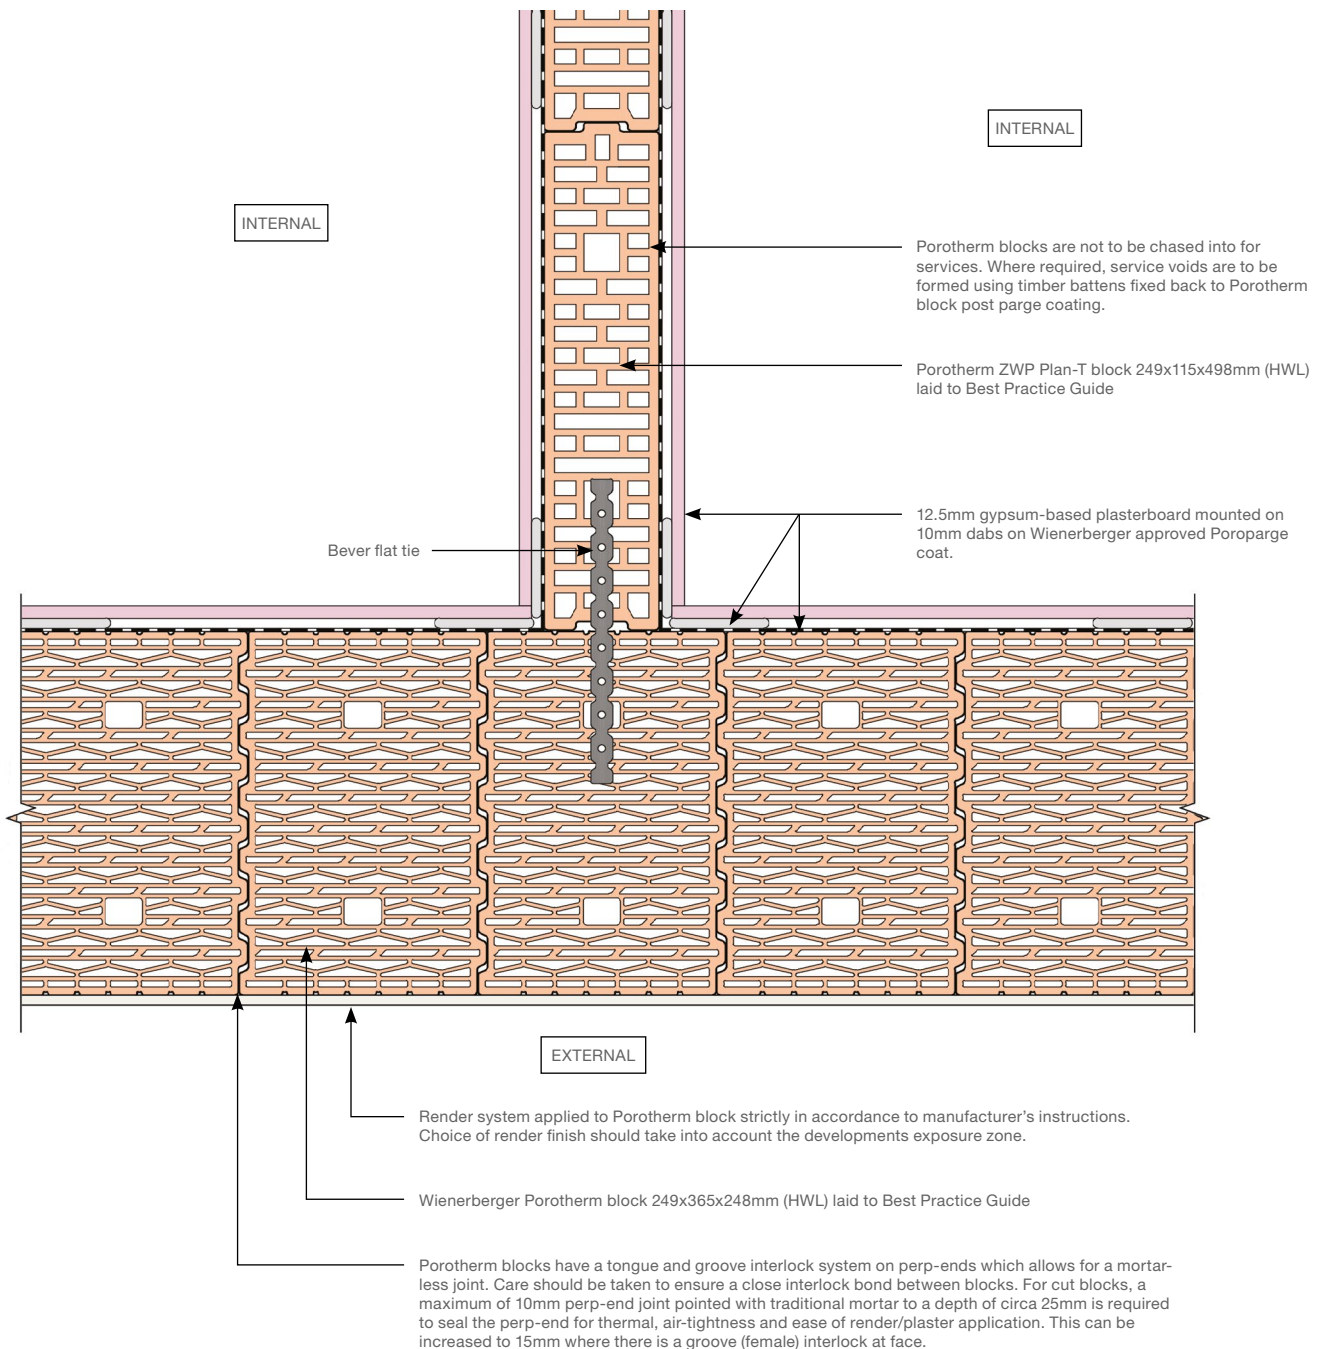 INTERNAL
INTERNAL
Porotherm blocks are not to be chased into for
services. Where required, service voids are to be
formed using timber battens fixed back to Porotherm
block post parge coating.
Porotherm ZWP Plan-T block 249x115x498mm (HWL)
laid to Best Practice Guide
12.5mm gypsum-based plasterboard mounted on
10mm dabs on Wienerberger approved Poroparge
coat.
Bever flat tie
EXTERNAL
Render system applied to Porotherm block strictly in accordance to manufacturer’s instructions.
Choice of render finish should take into account the developments exposure zone.
Wienerberger Porotherm block 249x365x248mm (HWL) laid to Best Practice Guide
Porotherm blocks have a tongue and groove interlock system on perp-ends which allows for a mortar-
less joint. Care should be taken to ensure a close interlock bond between blocks. For cut blocks, a
maximum of 10mm perp-end joint pointed with traditional mortar to a depth of circa 25mm is required
to seal the perp-end for thermal, air-tightness and ease of render/plaster application. This can be
increased to 15mm where there is a groove (female) interlock at face.